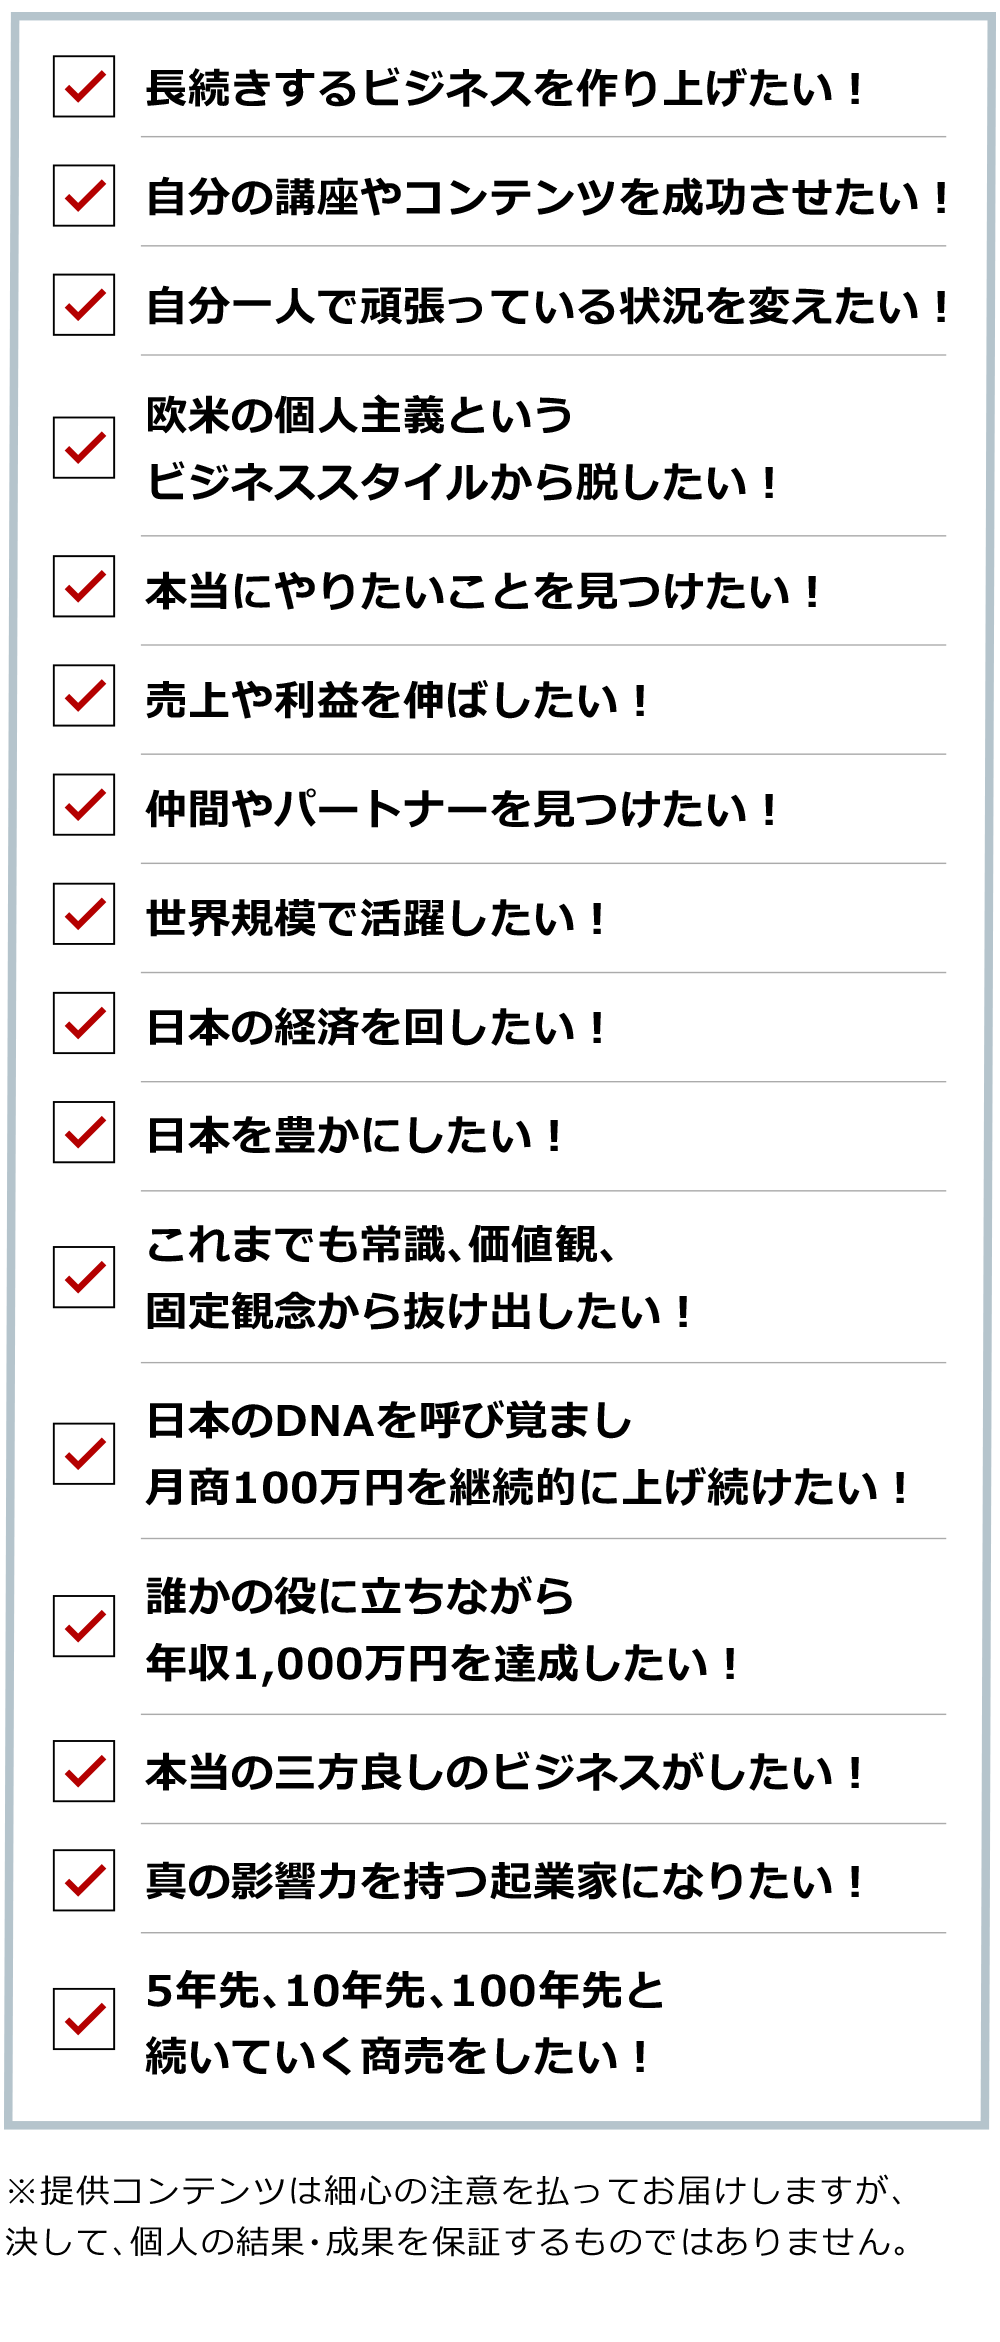 長続きするビジネスを作り上げたい！
自分の講座やコンテンツを成功させたい！
自分一人で頑張っている状況を変えたい！
欧米の個人主義という
ビジネススタイルから脱したい！
本当にやりたいことを見つけたい！
売上や利益を伸ばしたい！
仲間やパートナーを見つけたい！
世界規模で活躍したい！
日本の経済を回したい！
日本を豊かにしたい！
これまでも常識､価値観、
固定観念から抜け出したい！
日本のDNAを呼び覚まし
月商100万円を継続的に上げ続けたい！
誰かの役に立ちながら
年収1,000万円を達成したい！
本当の三方良しのビジネスがしたい！
真の影響力を持つ起業家になりたい！
5年先､10年先､100年先と
続いていく商売をしたい！
※提供コンテンツは細心の注意を払ってお届けしますが、
決して､個人の結果･成果を保証するものではありません。